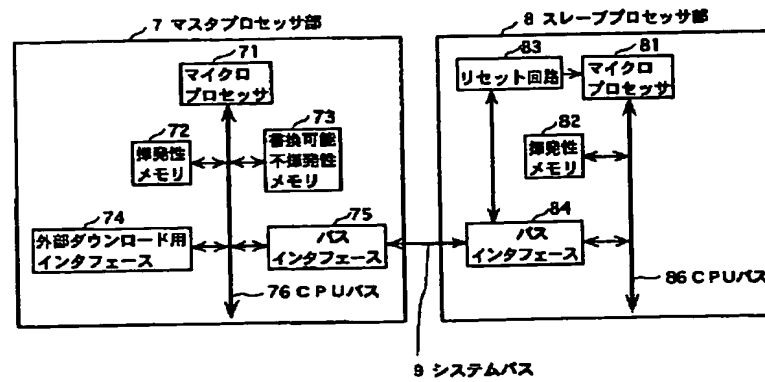 7 マスタプロセッサ部
8 スレーブプロセッサ部
71
マイクロ
プロセッサ
72
揮発性
メモリ
73
書換可能
不揮発性
メモリ
74
外部ダウンロード用
インタフェース
75
バス
インタフェース
76 CPUバス
83
リセット回路
81
マイクロ
プロセッサ
82
揮発性
メモリ
84
バス
インタフェース
86 CPUバス
9 システムバス